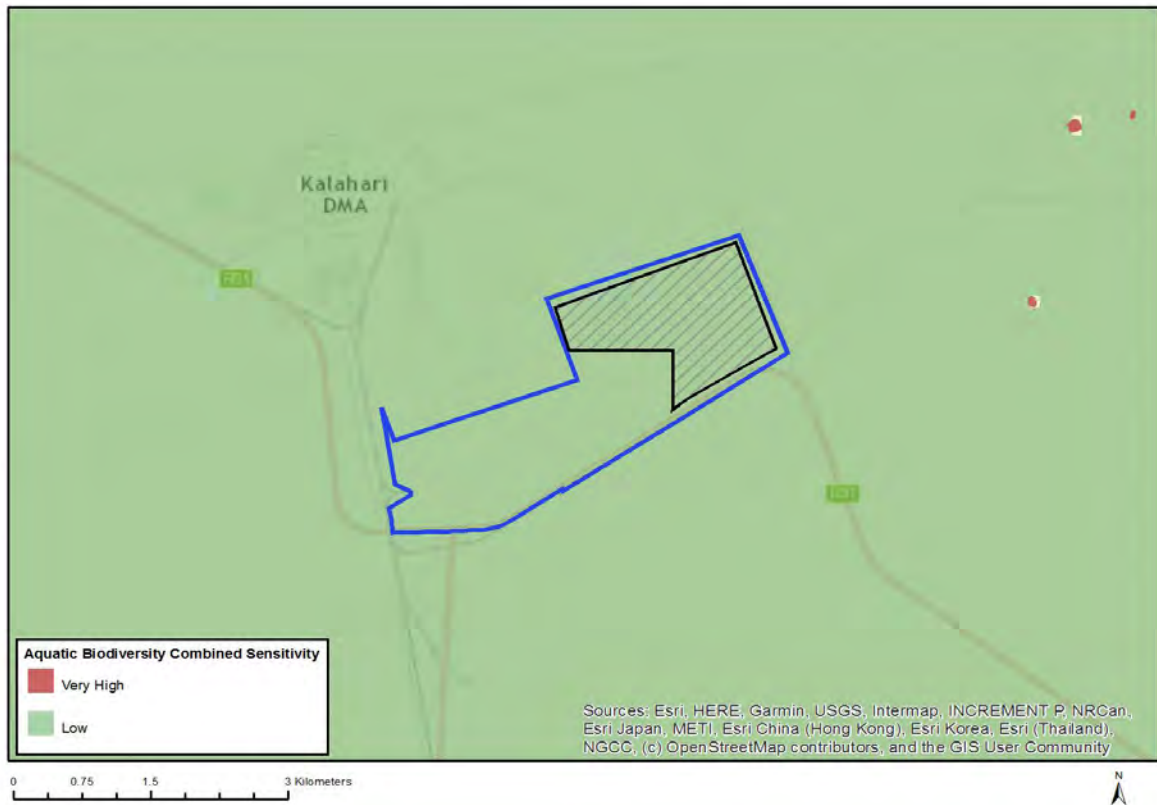 Kalahari
DMA
Aquatic Biodiversity Combined Sensitivity
Very High
Low
Sources: Esri, HERE, Garmin, USGS, Intermap, INCREMENT P, NRCan,
Esri Japan, METI, Esri China (Hong Kong), Esri Korea, Esri (Thailand),
NGCC, (c) OpenStreetMap contributors, and the GIS User Community
0 0.75 1.5 3 Kilometers
N